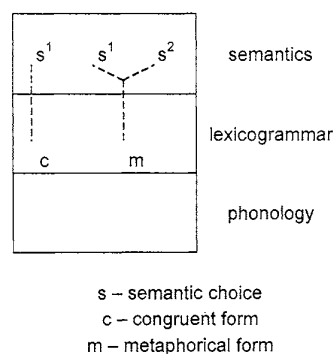 s¹ s¹ s² semantics
lexicogrammar
c m
phonology
s – semantic choice
c – congruent form
m – metaphorical form